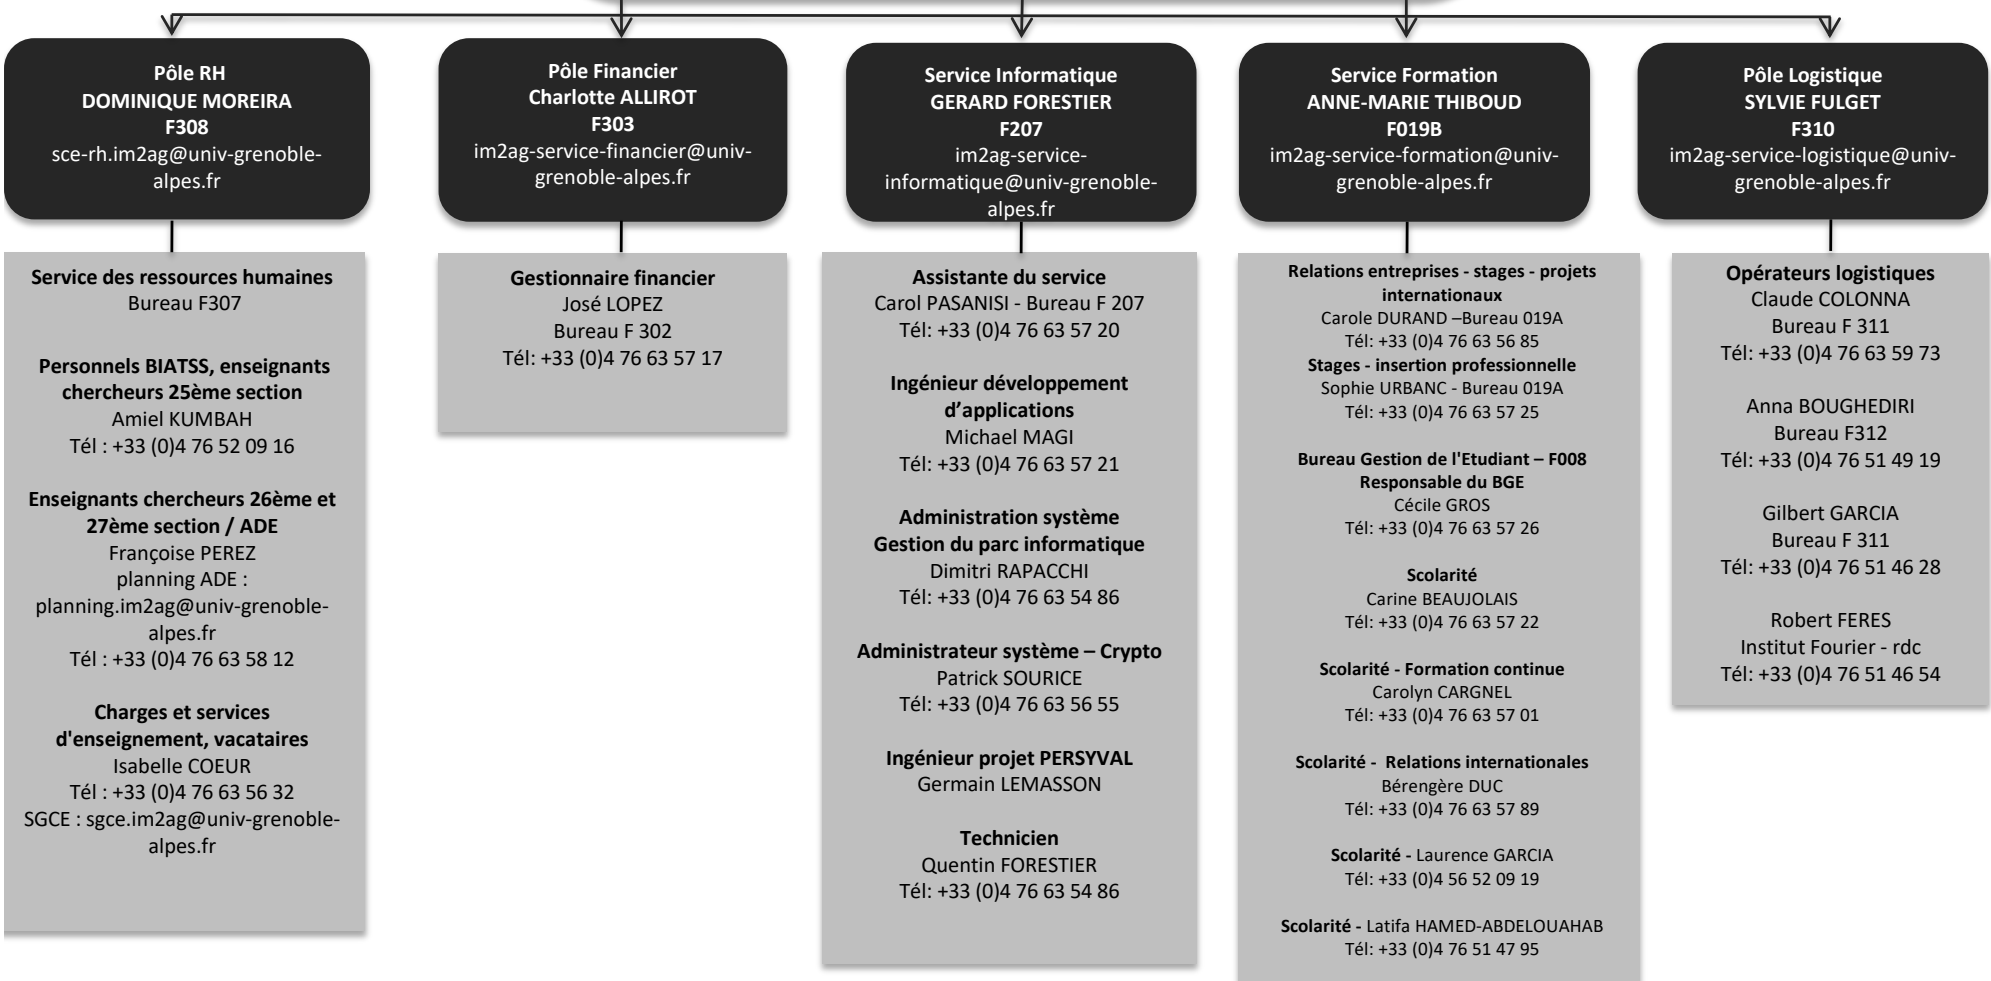 Pôle RH
DOMINIQUE MOREIRA
F308
sce-rh.im2ag@univ-grenoble-
alpes.fr
Pôle Financier
Charlotte ALLIROT
F303
im2ag-service-financier@univ-
grenoble-alpes.fr
Service Informatique
GERARD FORESTIER
F207
im2ag-service-
informatique@univ-grenoble-
alpes.fr
Service Formation
ANNE-MARIE THIBOUD
F019B
im2ag-service-formation@univ-
grenoble-alpes.fr
Pôle Logistique
SYLVIE FULGET
F310
im2ag-service-logistique@univ-
grenoble-alpes.fr
Service des ressources humaines
Bureau F307
Personnels BIATSS, enseignants
chercheurs 25ème section
Amiel KUMBAH
Tél : +33 (0)4 76 52 09 16
Enseignants chercheurs 26ème et
27ème section / ADE
Françoise PEREZ
planning ADE :
planning.im2ag@univ-grenoble-
alpes.fr
Tél : +33 (0)4 76 63 58 12
Charges et services
d'enseignement, vacataires
Isabelle COEUR
Tél : +33 (0)4 76 63 56 32
SGCE : sgce.im2ag@univ-grenoble-
alpes.fr
Gestionnaire financier
José LOPEZ
Bureau F 302
Tél: +33 (0)4 76 63 57 17
Assistante du service
Carol PASANISI - Bureau F 207
Tél: +33 (0)4 76 63 57 20
Ingénieur développement
d’applications
Michael MAGI
Tél: +33 (0)4 76 63 57 21
Administration système
Gestion du parc informatique
Dimitri RAPACCHI
Tél: +33 (0)4 76 63 54 86
Administrateur système – Crypto
Patrick SOURICE
Tél: +33 (0)4 76 63 56 55
Ingénieur projet PERSYVAL
Germain LEMASSON
Technicien
Quentin FORESTIER
Tél: +33 (0)4 76 63 54 86
Relations entreprises - stages - projets
internationaux
Carole DURAND –Bureau 019A
Tél: +33 (0)4 76 63 56 85
Stages - insertion professionnelle
Sophie URBANC - Bureau 019A
Tél: +33 (0)4 76 63 57 25
Bureau Gestion de l'Etudiant – F008
Responsable du BGE
Cécile GROS
Tél: +33 (0)4 76 63 57 26
Scolarité
Carine BEAUJOLAIS
Tél: +33 (0)4 76 63 57 22
Scolarité - Formation continue
Carolyn CARGNEL
Tél: +33 (0)4 76 63 57 01
Scolarité -  Relations internationales
Bérengère DUC
Tél: +33 (0)4 76 63 57 89
Scolarité - Laurence GARCIA
Tél: +33 (0)4 56 52 09 19
Scolarité - Latifa HAMED-ABDELOUAHAB
Tél: +33 (0)4 76 51 47 95
Opérateurs logistiques
Claude COLONNA
Bureau F 311
Tél: +33 (0)4 76 63 59 73
Anna BOUGHEDIRI
Bureau F312
Tél: +33 (0)4 76 51 49 19
Gilbert GARCIA
Bureau F 311
Tél: +33 (0)4 76 51 46 28
Robert FERES
Institut Fourier - rdc
Tél: +33 (0)4 76 51 46 54